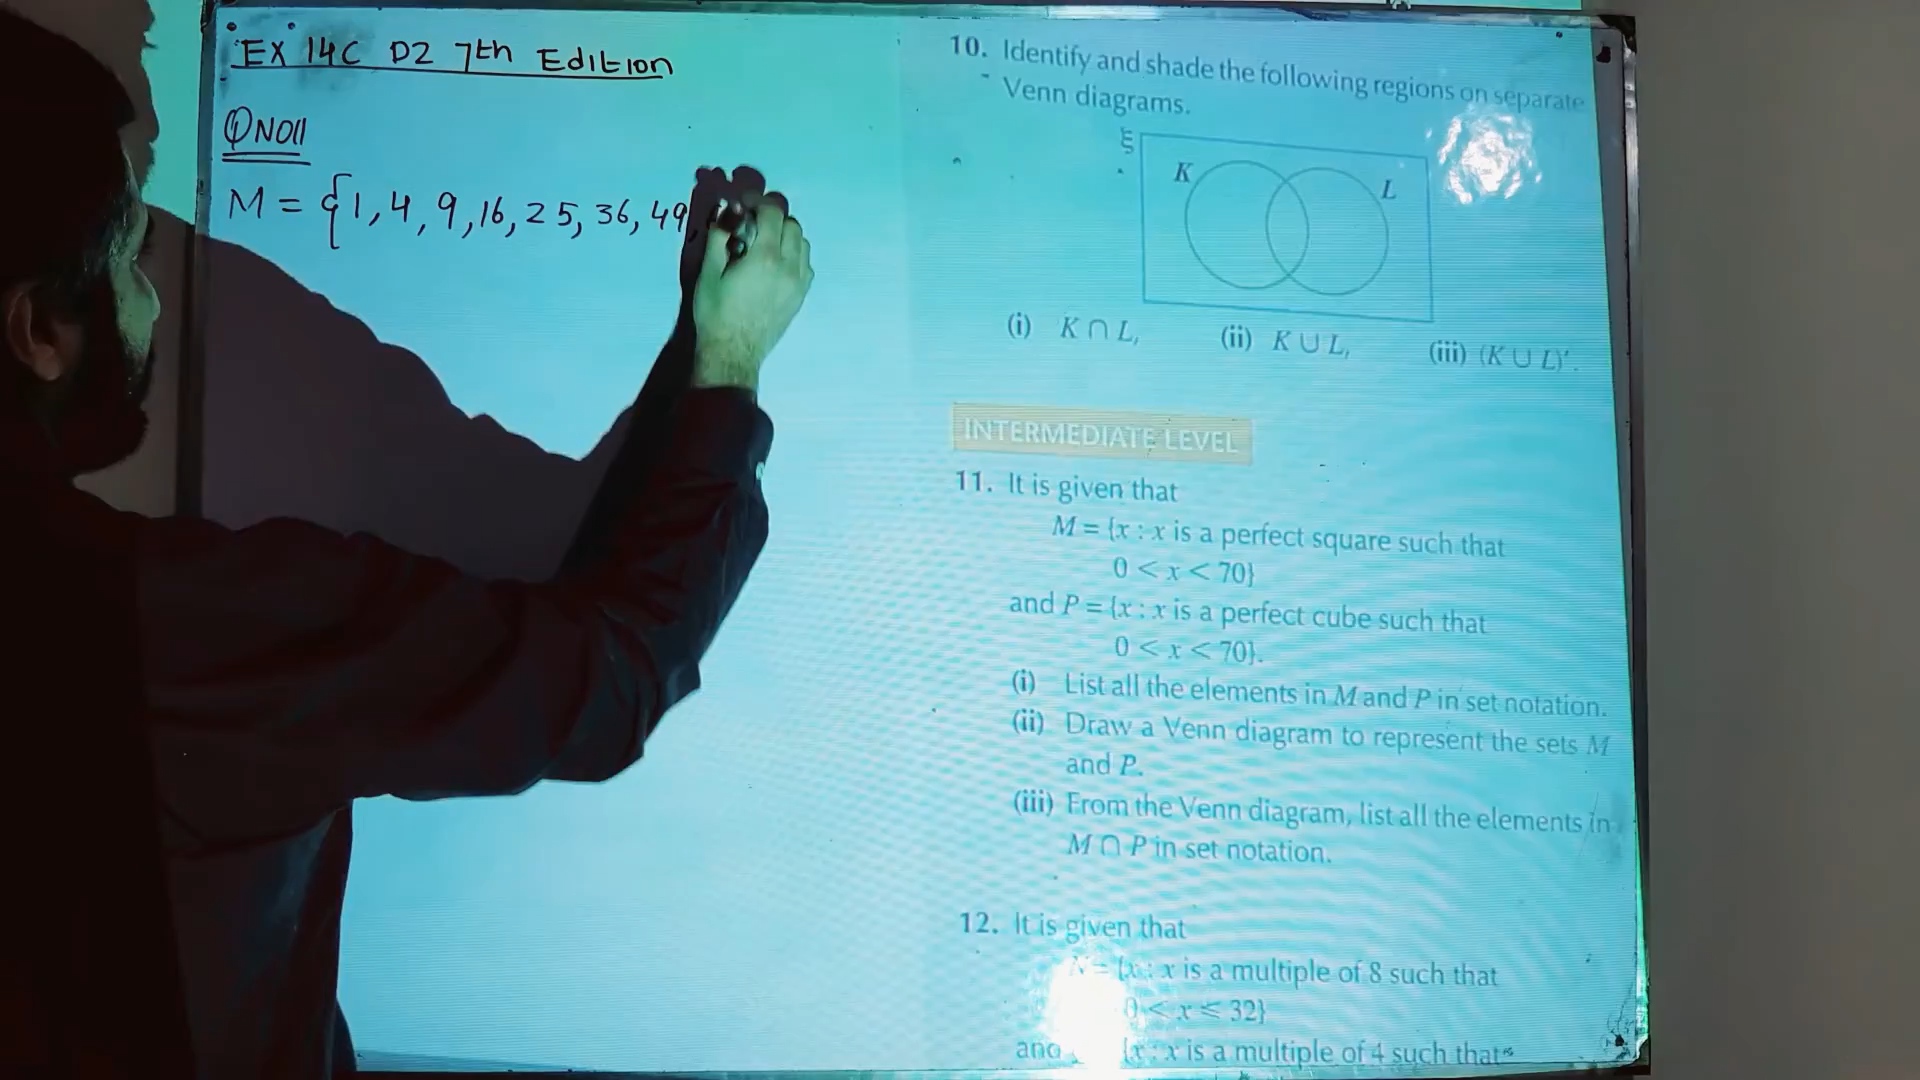 Ex 14C D2 7th Edition
QNO11
M = {1, 4, 9, 16, 25, 36, 49,
10. Identify and shade the following regions on separate
Venn diagrams.
ξ
K
L
(i) K ∩ L, (ii) K ∪ L, (iii) (K ∪ L)′.
INTERMEDIATE LEVEL
11. It is given that
M = {x : x is a perfect square such that
0 < x < 70}
and P = {x : x is a perfect cube such that
0 < x < 70}.
(i) List all the elements in M and P in set notation.
(ii) Draw a Venn diagram to represent the sets M
and P.
(iii) From the Venn diagram, list all the elements in
M ∩ P in set notation.
12. It is given that
N = {x : x is a multiple of 8 such that
0 < x ⩽ 32}
and {x : x is a multiple of 4 such that